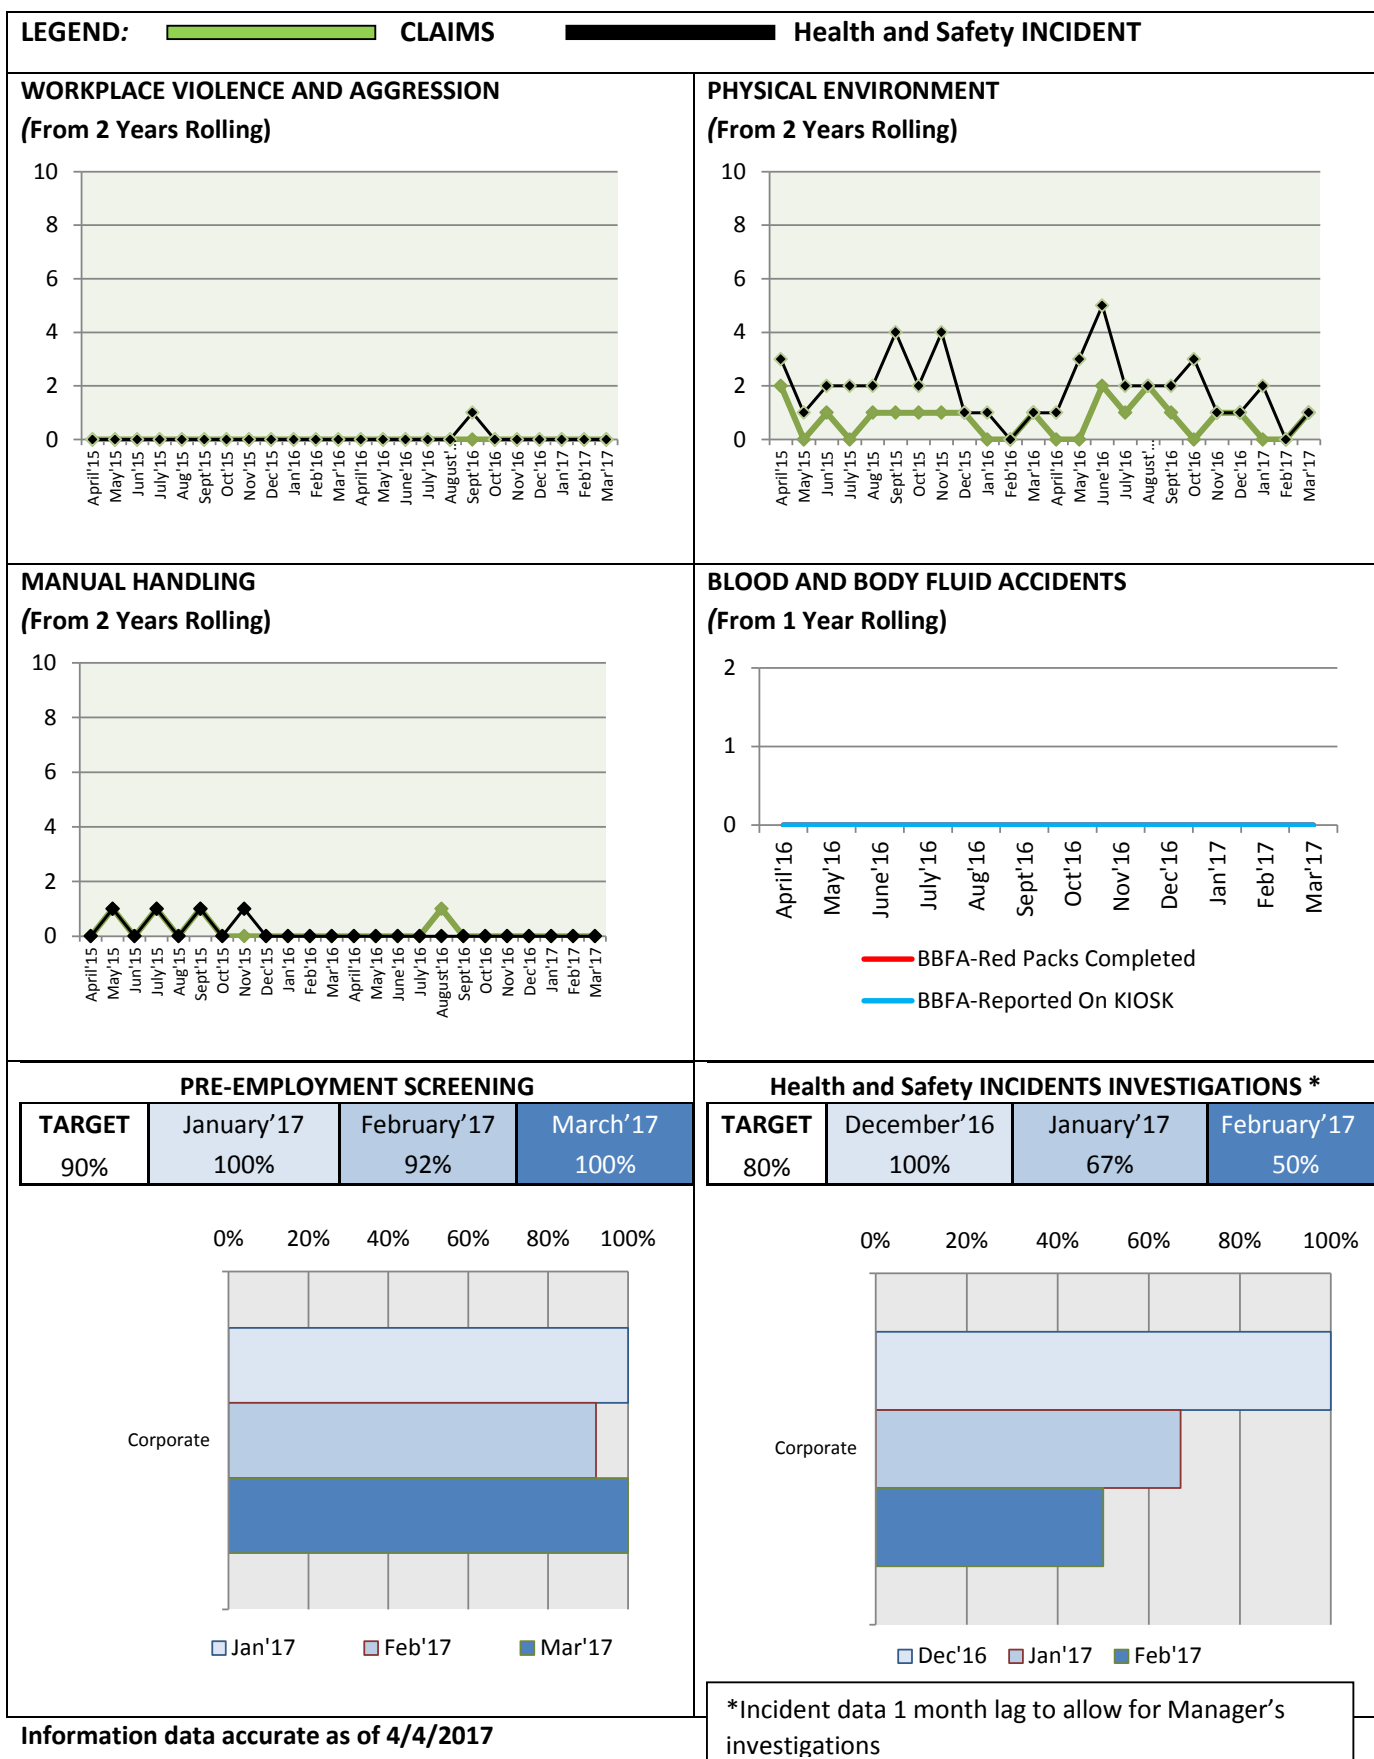 LEGEND: CLAIMS Health and Safety INCIDENT
WORKPLACE VIOLENCE AND AGGRESSION
(From 2 Years Rolling)
10
8
6
4
2
0
April'15 May'15 Jun'15 July'15 Aug'15 Sept'15 Oct'15 Nov'15 Dec'15 Jan'16 Feb'16 Mar'16 April'16 May'16 June'16 July'16 August'... Sept'16 Oct'16 Nov'16 Dec'16 Jan'17 Feb'17 Mar'17
PHYSICAL ENVIRONMENT
(From 2 Years Rolling)
10
8
6
4
2
0
April'15 May'15 Jun'15 July'15 Aug'15 Sept'15 Oct'15 Nov'15 Dec'15 Jan'16 Feb'16 Mar'16 April'16 May'16 June'16 July'16 August'... Sept'16 Oct'16 Nov'16 Dec'16 Jan'17 Feb'17 Mar'17
MANUAL HANDLING
(From 2 Years Rolling)
10
8
6
4
2
0
April'15 May'15 Jun'15 July'15 Aug'15 Sept'15 Oct'15 Nov'15 Dec'15 Jan'16 Feb'16 Mar'16 April'16 May'16 June'16 July'16 August'16 Sept'16 Oct'16 Nov'16 Dec'16 Jan'17 Feb'17 Mar'17
BLOOD AND BODY FLUID ACCIDENTS
(From 1 Year Rolling)
2
1
0
April'16 May'16 June'16 July'16 Aug'16 Sept'16 Oct'16 Nov'16 Dec'16 Jan'17 Feb'17 Mar'17
BBFA-Red Packs Completed
BBFA-Reported On KIOSK
PRE-EMPLOYMENT SCREENING
TARGET January’17 February’17 March’17
90% 100% 92% 100%
0% 20% 40% 60% 80% 100%
Corporate
Jan'17 Feb'17 Mar'17
Health and Safety INCIDENTS INVESTIGATIONS *
TARGET December’16 January’17 February’17
80% 100% 67% 50%
0% 20% 40% 60% 80% 100%
Corporate
Dec'16 Jan'17 Feb'17
*Incident data 1 month lag to allow for Manager’s
investigations
Information data accurate as of 4/4/2017